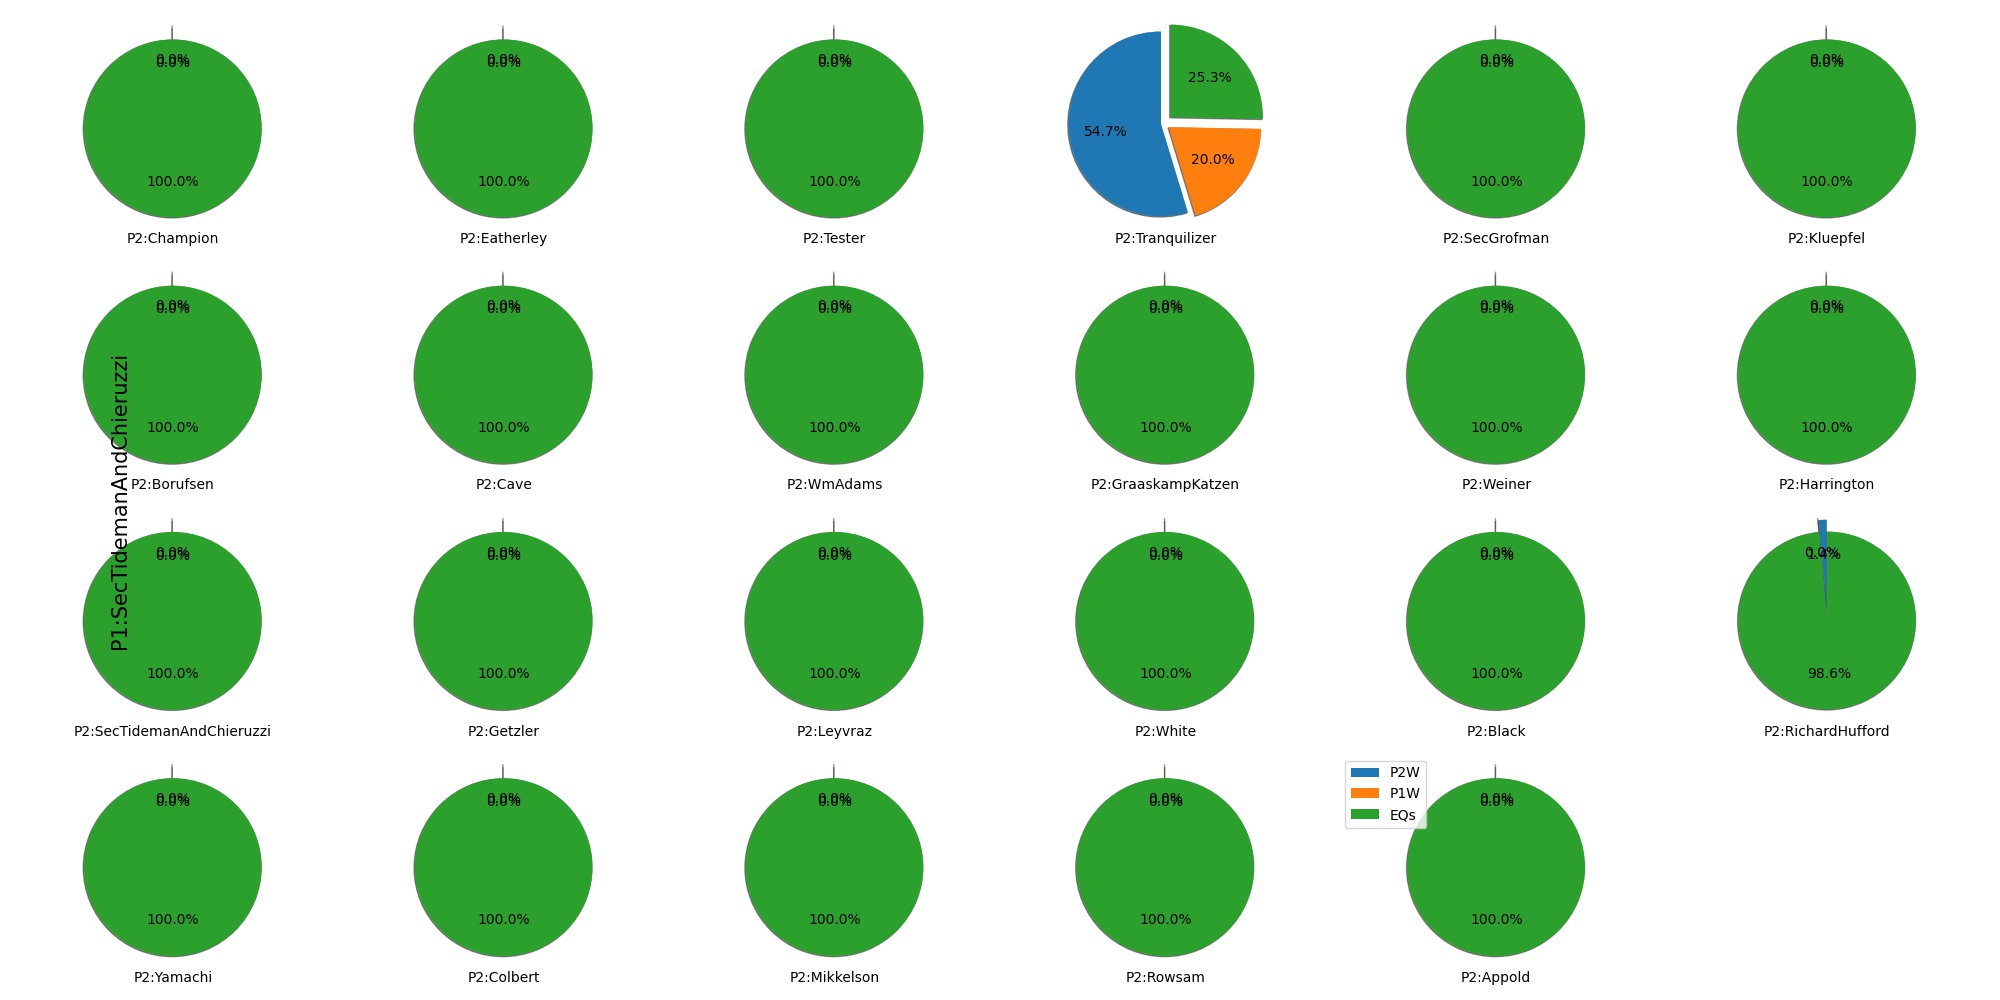 0.0%
0.0%
100.0%
P2:Champion
0.0%
0.0%
100.0%
P2:Eatherley
0.0%
0.0%
100.0%
P2:Tester
25.3%
54.7%
20.0%
P2:Tranquilizer
0.0%
0.0%
100.0%
P2:SecGrofman
0.0%
0.0%
100.0%
P2:Kluepfel
P1:SecTidemanAndChieruzzi
0.0%
0.0%
100.0%
P2:Borufsen
0.0%
0.0%
100.0%
P2:Cave
0.0%
0.0%
100.0%
P2:WmAdams
0.0%
0.0%
100.0%
P2:GraaskampKatzen
0.0%
0.0%
100.0%
P2:Weiner
0.0%
0.0%
100.0%
P2:Harrington
0.0%
0.0%
100.0%
P2:SecTidemanAndChieruzzi
0.0%
0.0%
100.0%
P2:Getzler
0.0%
0.0%
100.0%
P2:Leyvraz
0.0%
0.0%
100.0%
P2:White
0.0%
0.0%
100.0%
P2:Black
0.0%
1.4%
98.6%
P2:RichardHufford
0.0%
0.0%
100.0%
P2:Yamachi
0.0%
0.0%
100.0%
P2:Colbert
0.0%
0.0%
100.0%
P2:Mikkelson
0.0%
0.0%
100.0%
P2:Rowsam
P2W
P1W
EQs
0.0%
0.0%
100.0%
P2:Appold